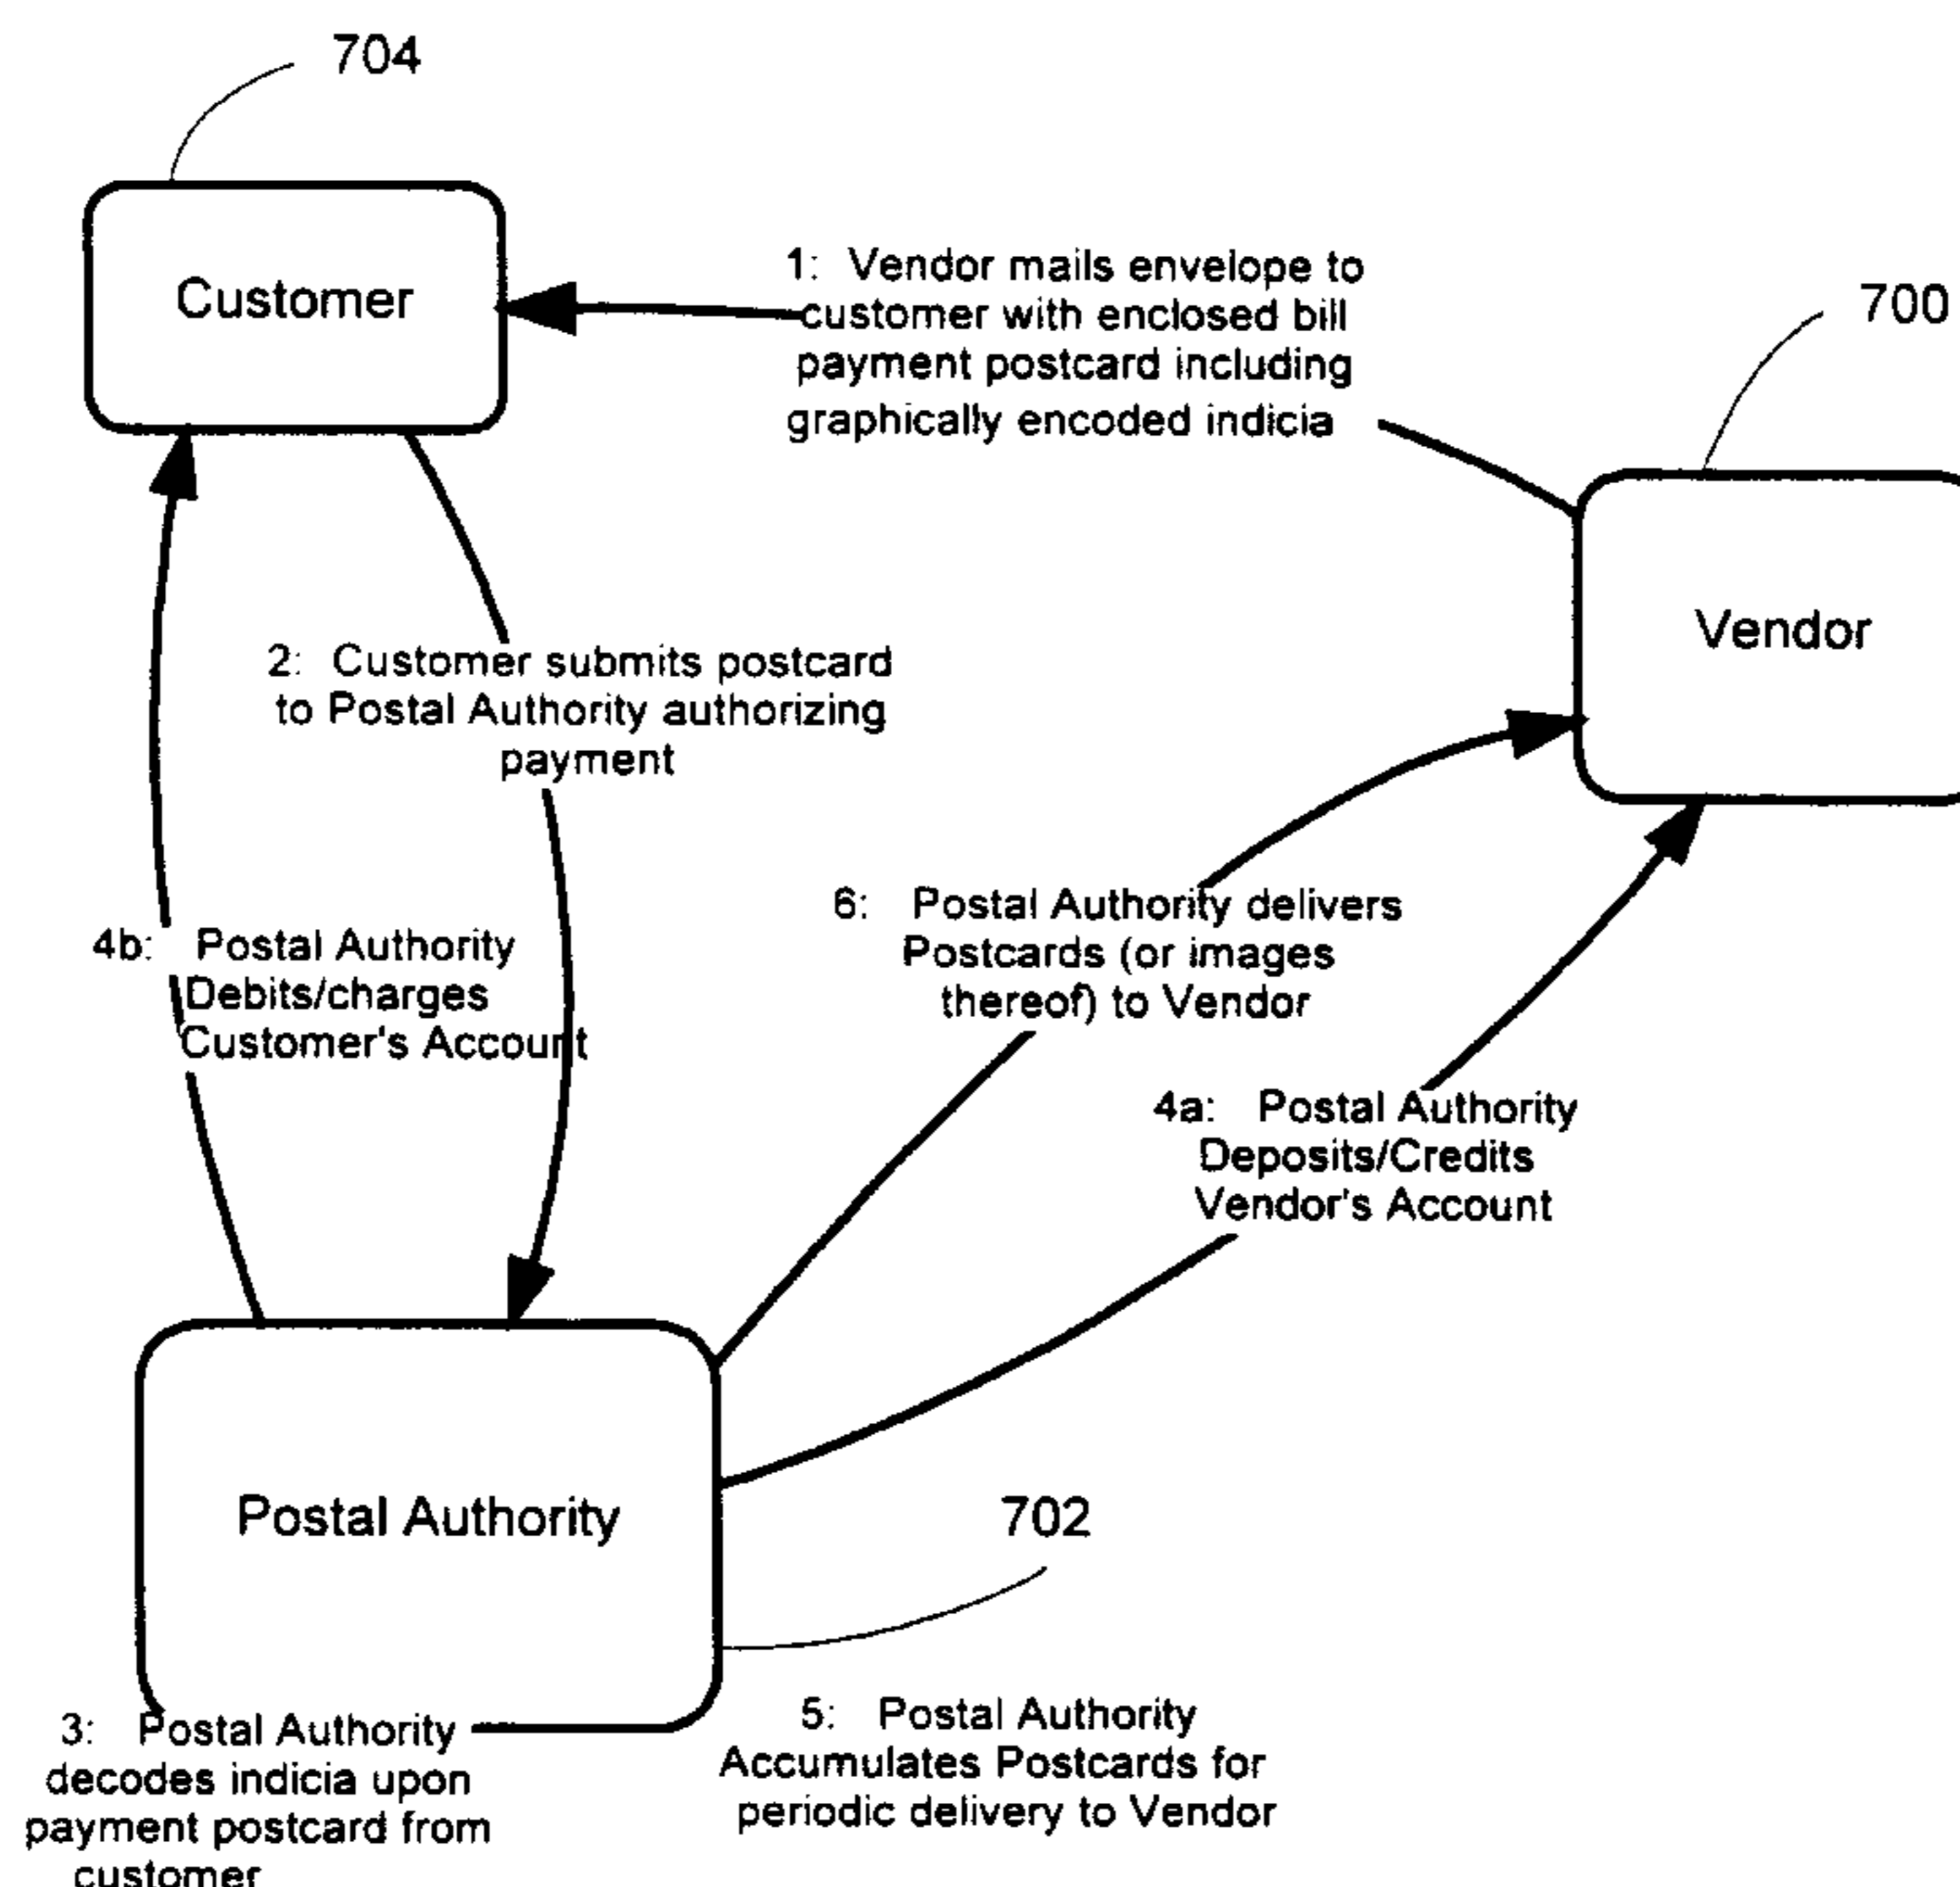 704
Customer
1: Vendor mails envelope to
customer with enclosed bill
payment postcard including
graphically encoded indicia
700
Vendor
2: Customer submits postcard
to Postal Authority authorizing
payment
6: Postal Authority delivers
Postcards (or images
thereof) to Vendor
4b: Postal Authority
Debits/charges
Customer's Account
4a: Postal Authority
Deposits/Credits
Vendor's Account
Postal Authority
702
3: Postal Authority
decodes indicia upon
payment postcard from
customer
5: Postal Authority
Accumulates Postcards for
periodic delivery to Vendor